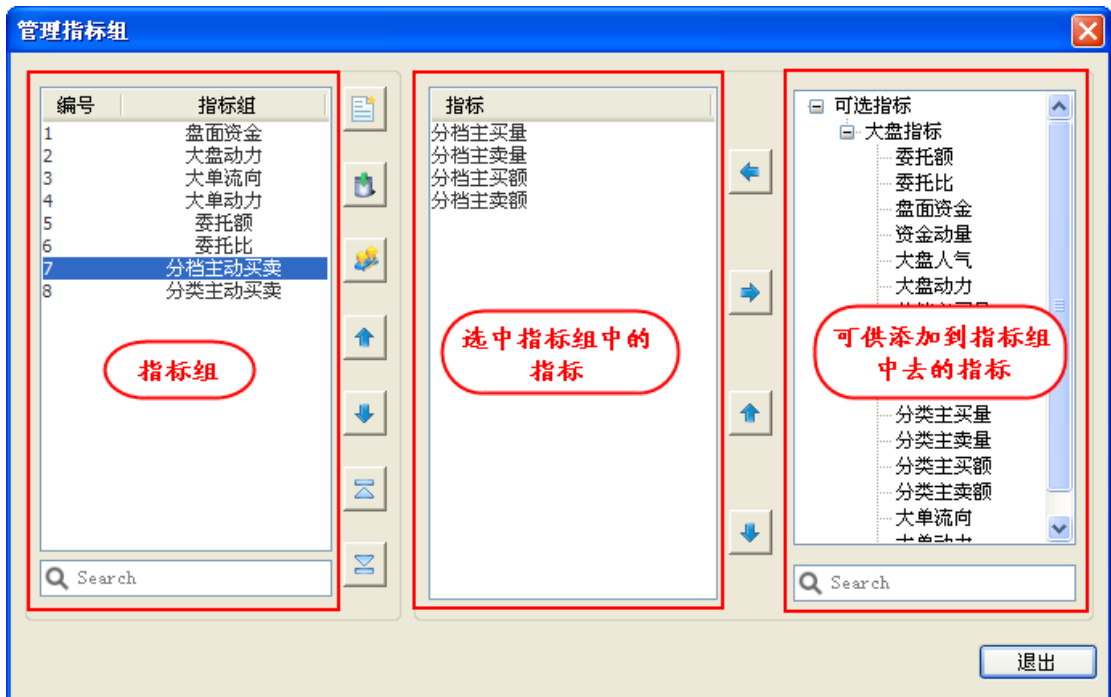 管理指标组
编号 指标组
1 盘面资金
2 大盘动力
3 大单流向
4 大单动力
5 委托额
6 委托比
7 分档主动买卖
8 分类主动买卖
指标组
Search
指标
分档主买量
分档主卖量
分档主买额
分档主卖额
选中指标组中的
指标
可选指标
大盘指标
委托额
委托比
盘面资金
资金动量
大盘人气
大盘动力
可供添加到指标组
中去的指标
分类主买量
分类主卖量
分类主买额
分类主卖额
大单流向
大单动力
Search
退出